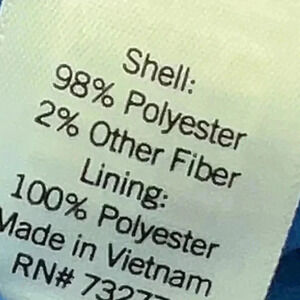 Shell:
98% Polyester
2% Other Fiber
Lining:
100% Polyester
Made in Vietnam
RN#